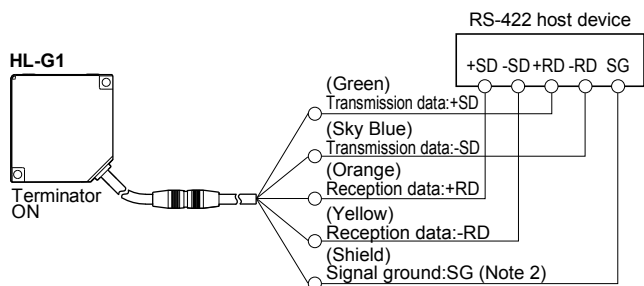 RS-422 host device
HL-G1
+SD -SD +RD -RD SG
(Green)
Transmission data:+SD
(Sky Blue)
Transmission data:-SD
(Orange)
Reception data:+RD
(Yellow)
Reception data:-RD
(Shield)
Signal ground:SG (Note 2)
Terminator
ON